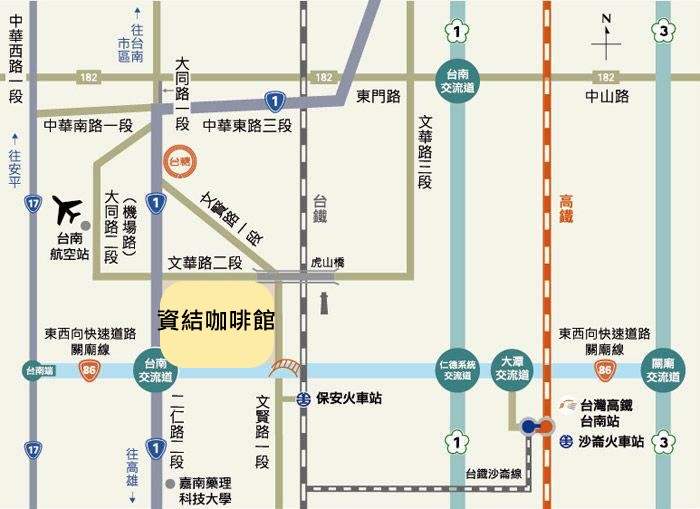 中華西路一段
往台南
市區
大同路一段
1
N
3
182
182
182
台南
交流道
1
東門路
中山路
中華南路一段
中華東路三段
文華路三段
往安平
台糖
17
1
大同路二段
(機場路)
文賢路一段
台鐵
高鐵
台南
航空站
文華路二段
虎山橋
資結咖啡館
東西向快速道路
關廟線
東西向快速道路
關廟線
台南端
86
台南
交流道
仁德系統
交流道
大潭
交流道
86
關廟
交流道
保安火車站
台灣高鐵
台南站
二仁路二段
文賢路一段
17
1
1
沙崙火車站
3
往高雄
台鐵沙崙線
嘉南藥理
科技大學